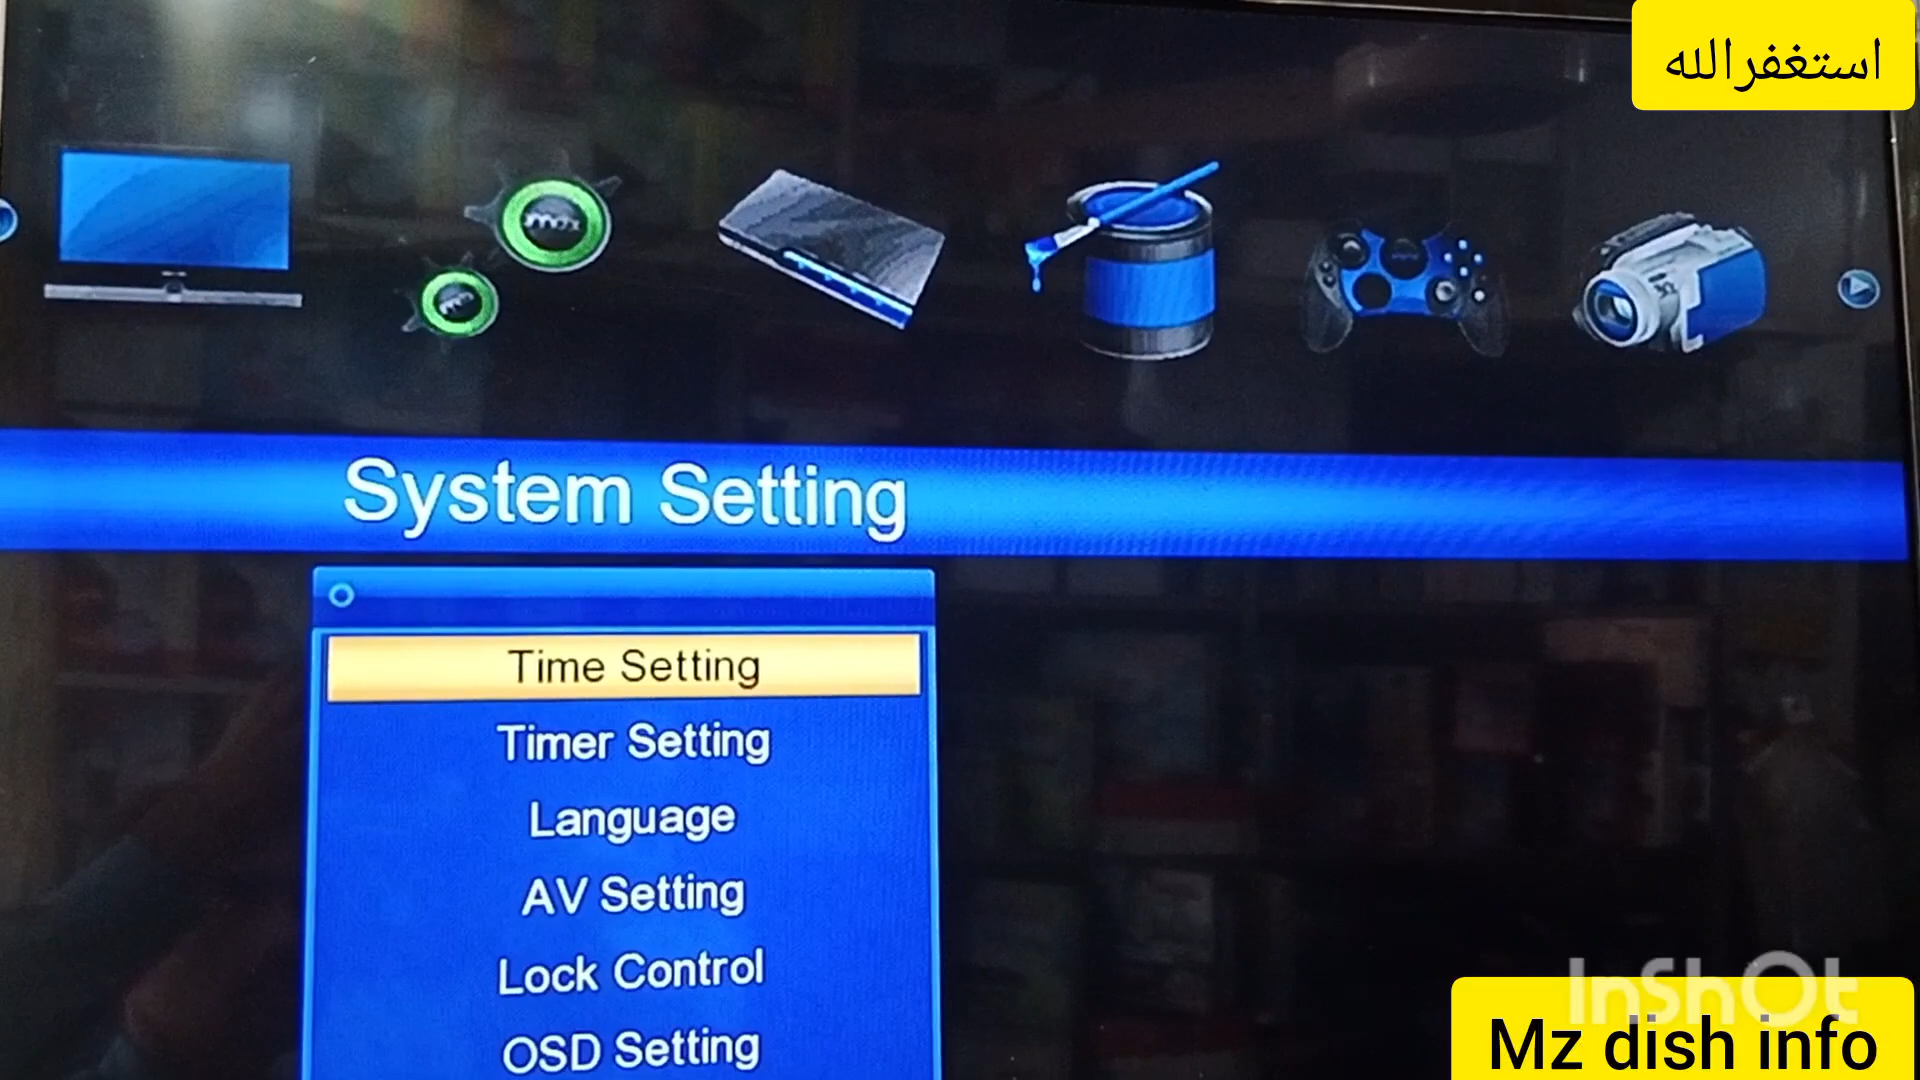 استغفرالله
System Setting
Time Setting
Timer Setting
Language
AV Setting
Lock Control
OSD Setting
InShOt
Mz dish info